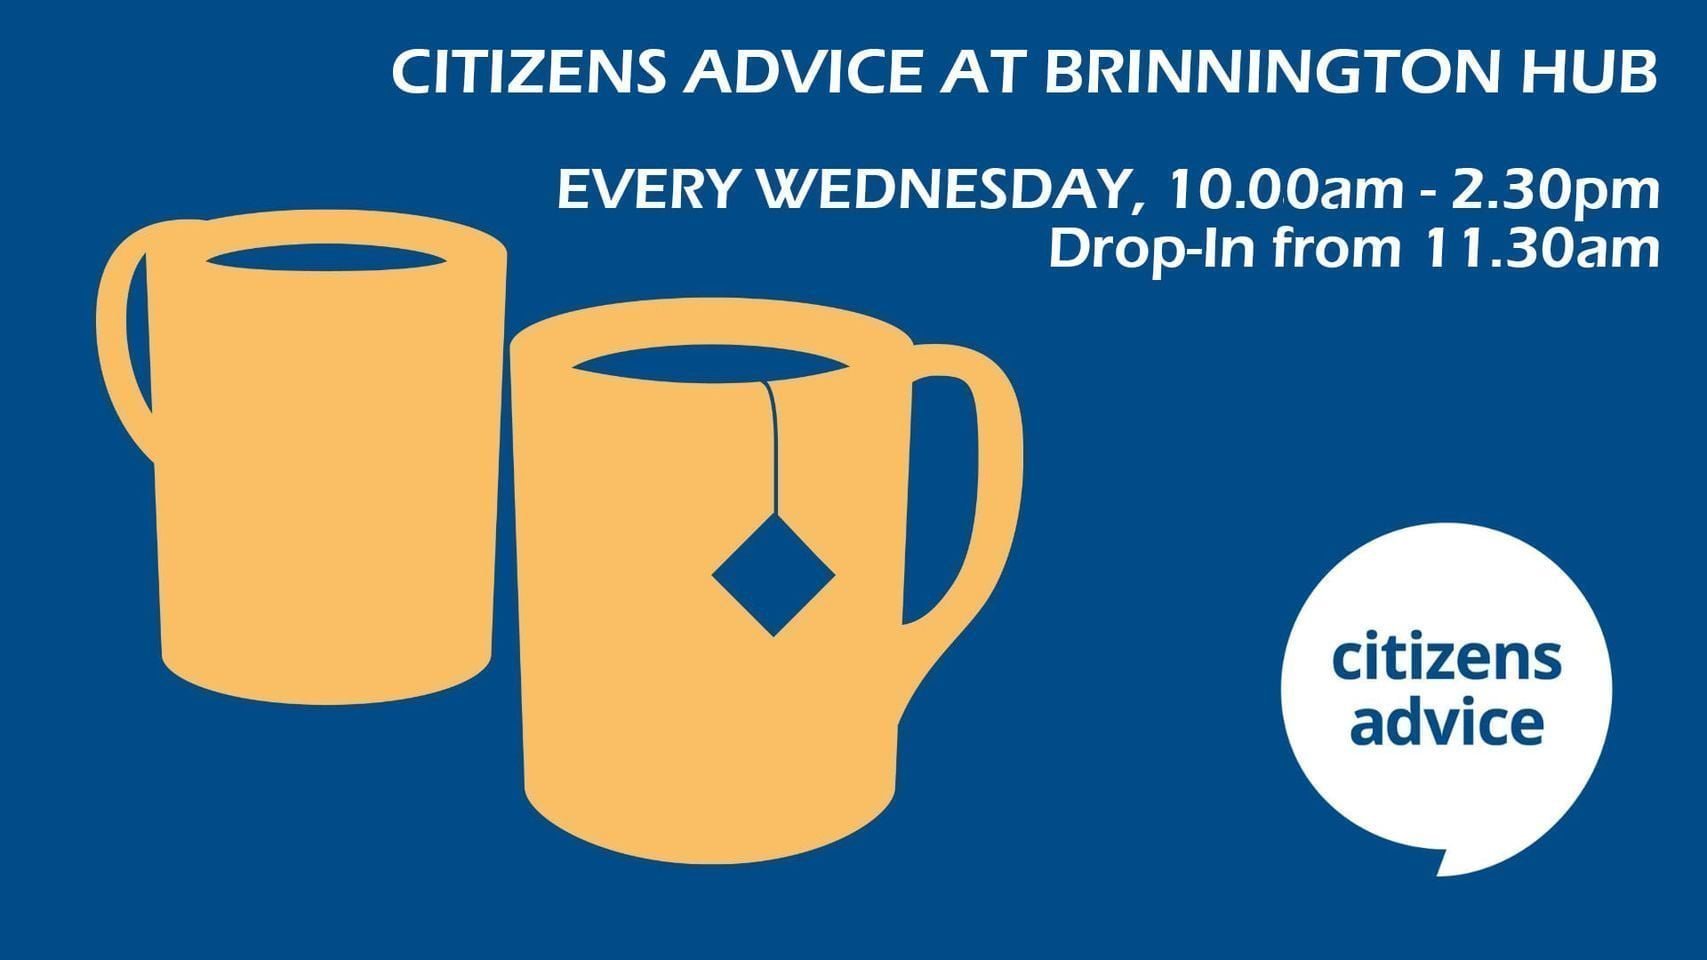 CITIZENS ADVICE AT BRINNINGTON HUB
EVERY WEDNESDAY, 10.00am - 2.30pm
Drop-In from 11.30am
citizens
advice